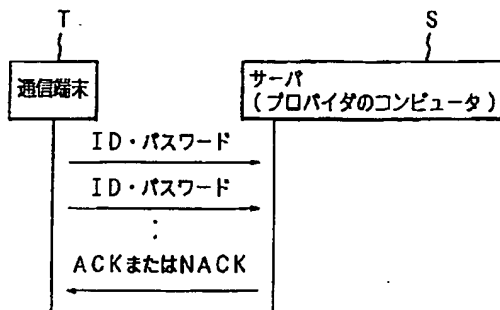 T
S
通信端末
サーバ
(プロバイダのコンピュータ)
ID・パスワード
ID・パスワード
⋮
ACKまたはNACK